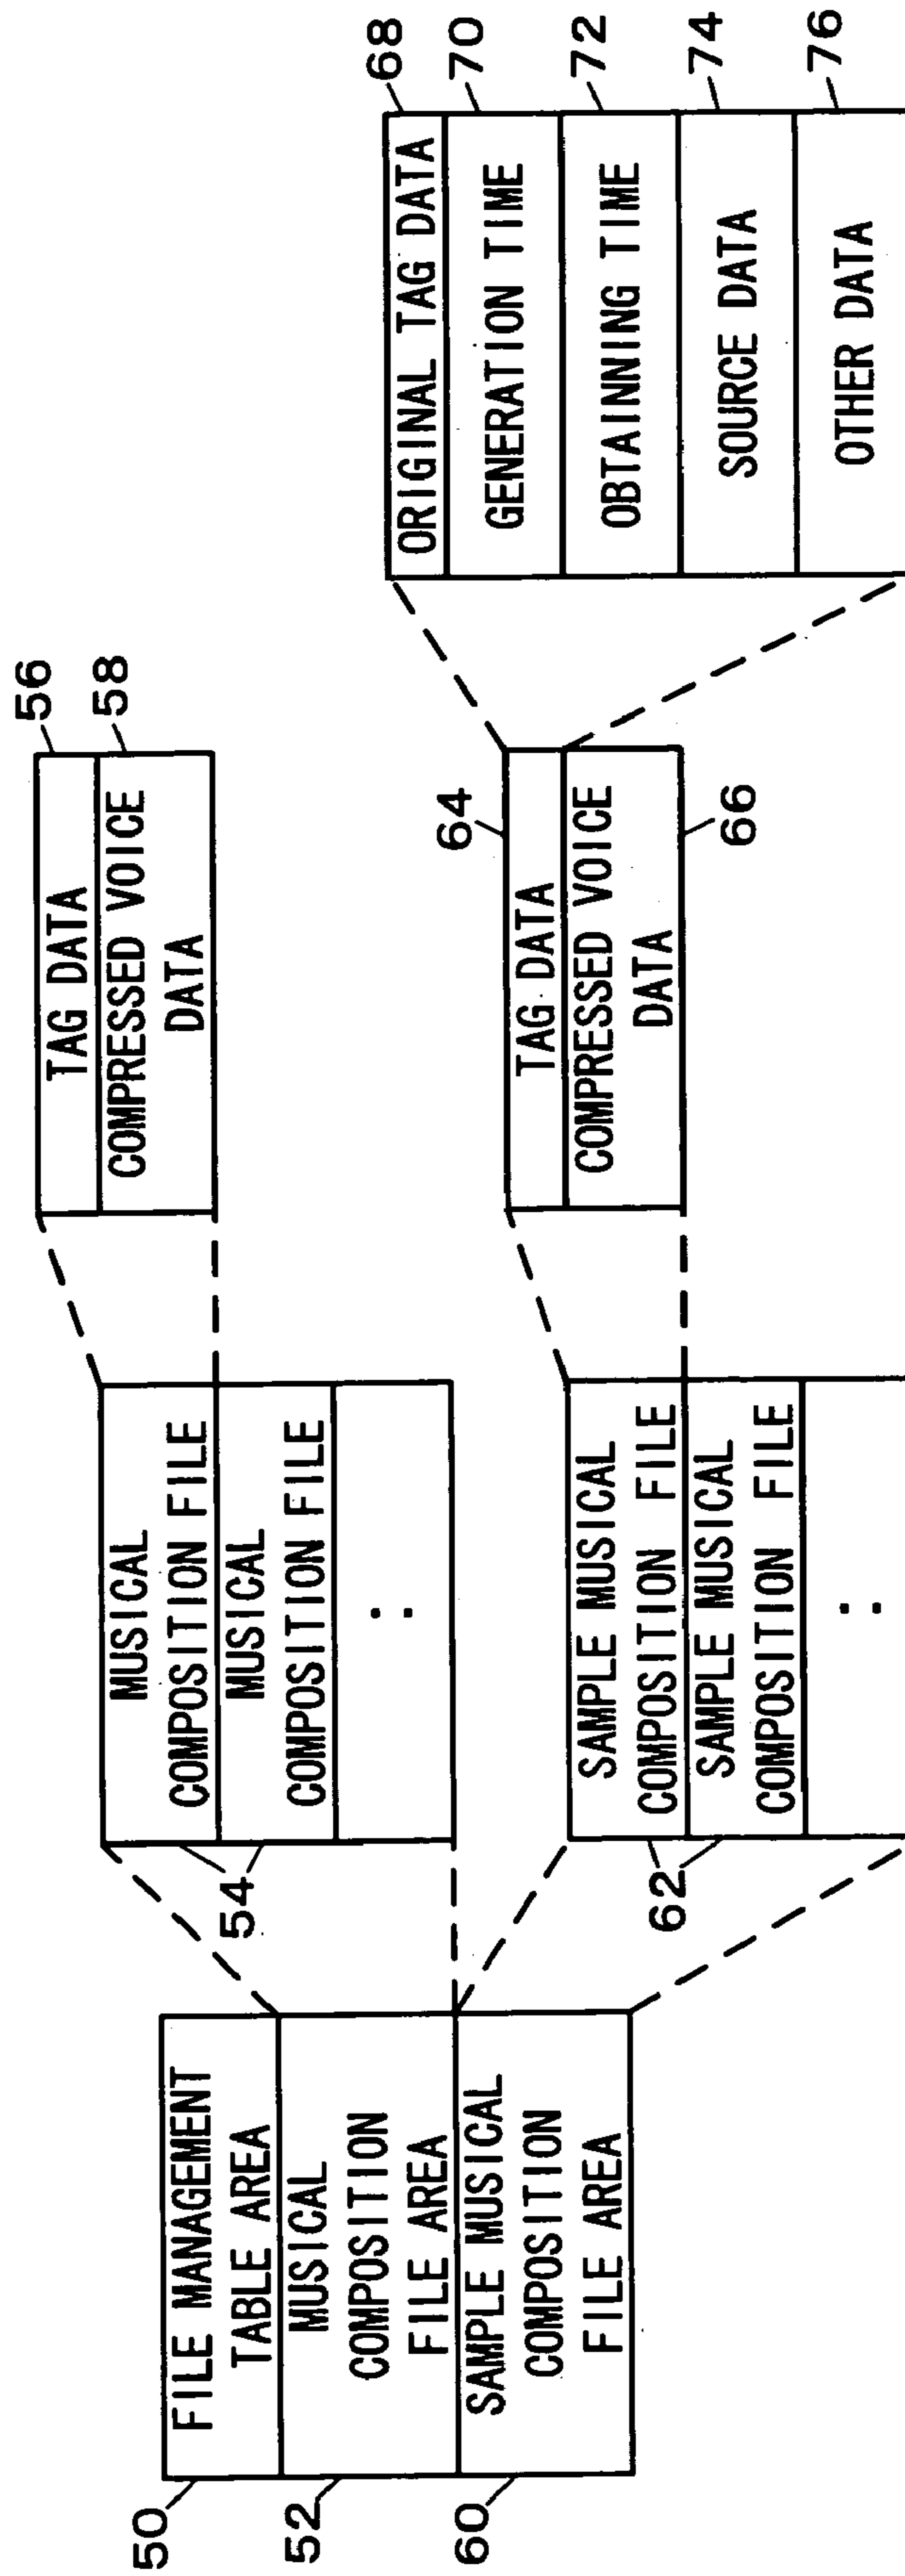 50
FILE MANAGEMENT
TABLE AREA
52
MUSICAL
COMPOSITION
FILE AREA
60
SAMPLE MUSICAL
COMPOSITION
FILE AREA
54
MUSICAL
COMPOSITION FILE
MUSICAL
COMPOSITION FILE
:
62
SAMPLE MUSICAL
COMPOSITION FILE
SAMPLE MUSICAL
COMPOSITION FILE
:
TAG DATA
56
COMPRESSED VOICE
DATA
58
64
TAG DATA
COMPRESSED VOICE
DATA
66
ORIGINAL TAG DATA
68
GENERATION TIME
70
OBTAINNING TIME
72
SOURCE DATA
74
OTHER DATA
76